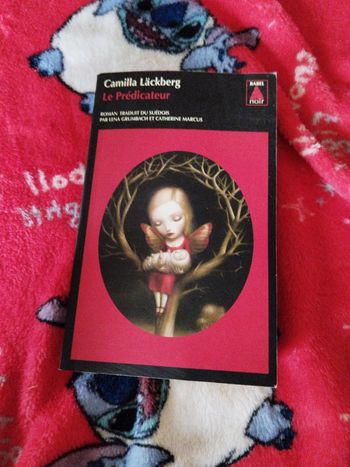 Camilla Läckberg
Le Prédicateur
ROMAN TRADUIT DU SUÉDOIS
PAR LENA GRUMBACH ET CATHERINE MARCUS
BABEL
noir